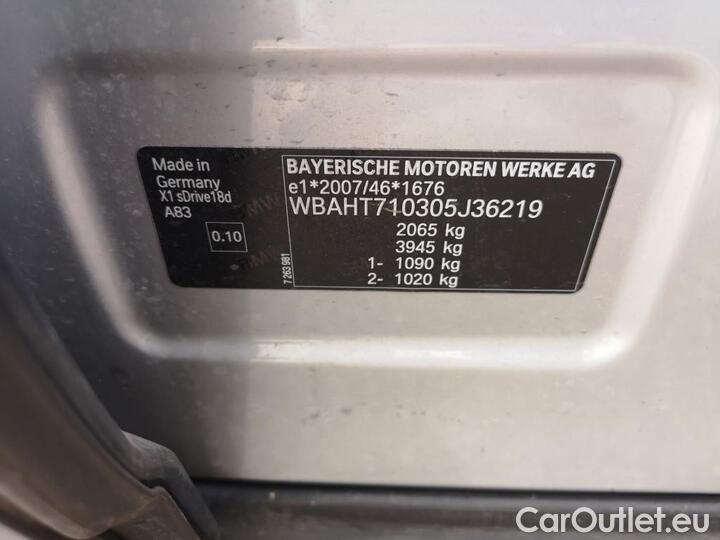 Made in
Germany
X1 sDrive18d
A83
0.10
BAYERISCHE MOTOREN WERKE AG
e1*2007/46*1676
WBAHT710305J36219
2065 kg
3945 kg
1- 1090 kg
2- 1020 kg
7 263 981
CarOutlet.eu